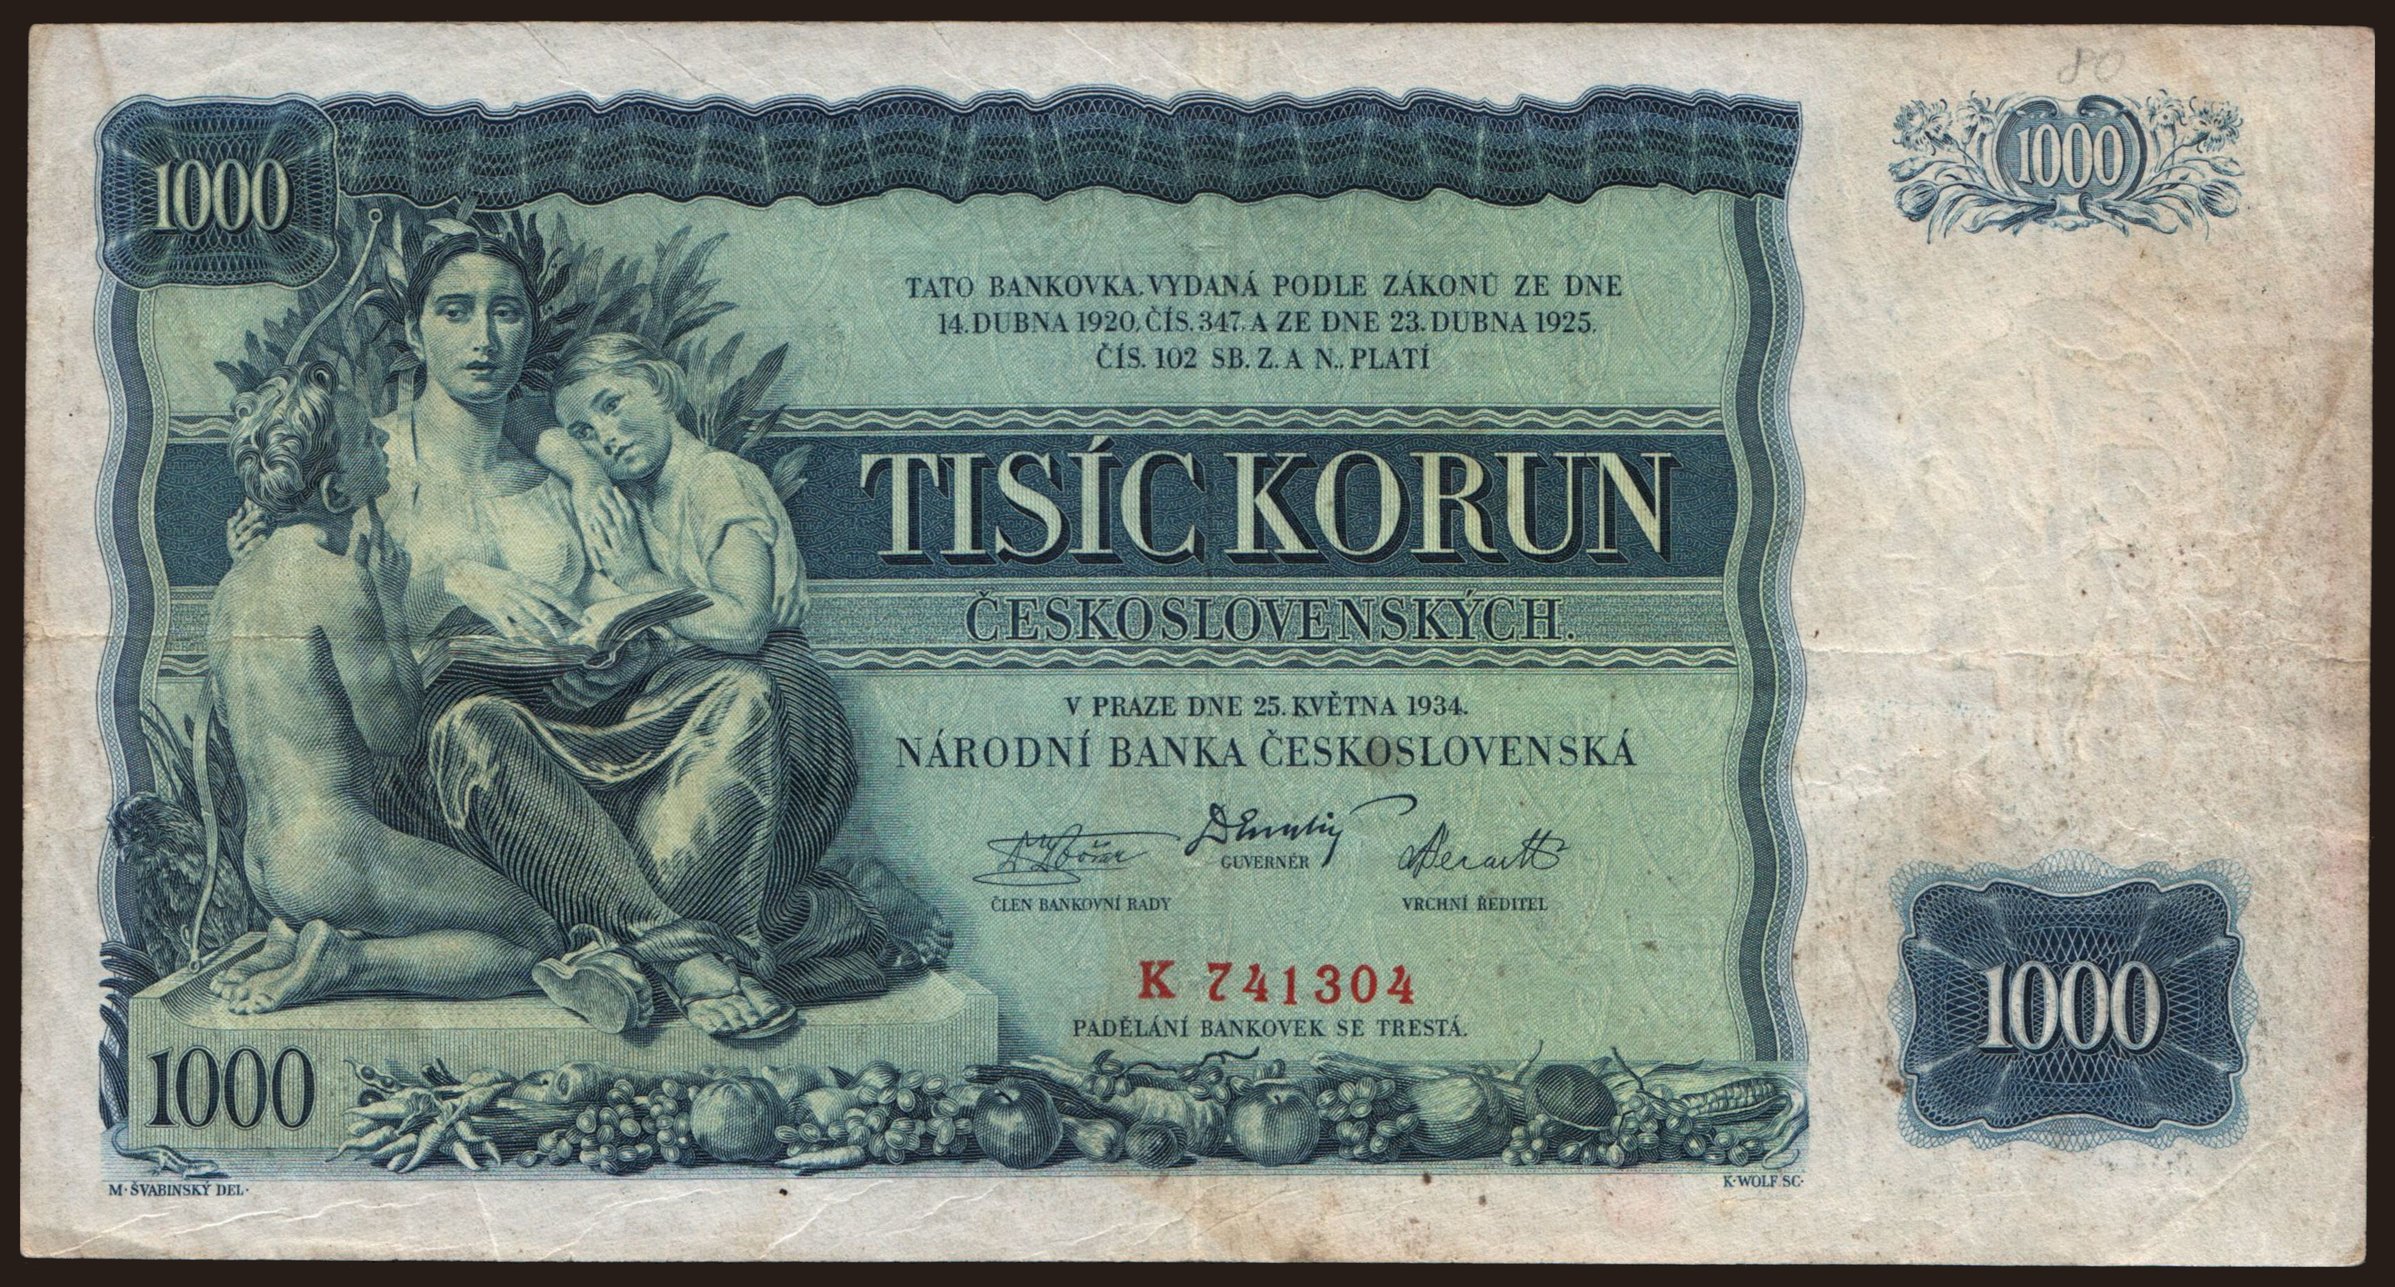 80
1000
1000
TATO BANKOVKA, VYDANÁ PODLE ZÁKONŮ ZE DNE
14. DUBNA 1920, ČÍS. 347, A ZE DNE 23. DUBNA 1925,
ČÍS. 102 SB. Z. A N., PLATÍ
TISÍC KORUN
ČESKOSLOVENSKÝCH.
V PRAZE DNE 25. KVĚTNA 1934.
NÁRODNÍ BANKA ČESKOSLOVENSKÁ
GUVERNÉR
ČLEN BANKOVNÍ RADY
VRCHNÍ ŘEDITEL
K 741304
PADĚLÁNÍ BANKOVEK SE TRESTÁ.
1000
1000
M·ŠVABINSKÝ DEL·
K·WOLF SC·